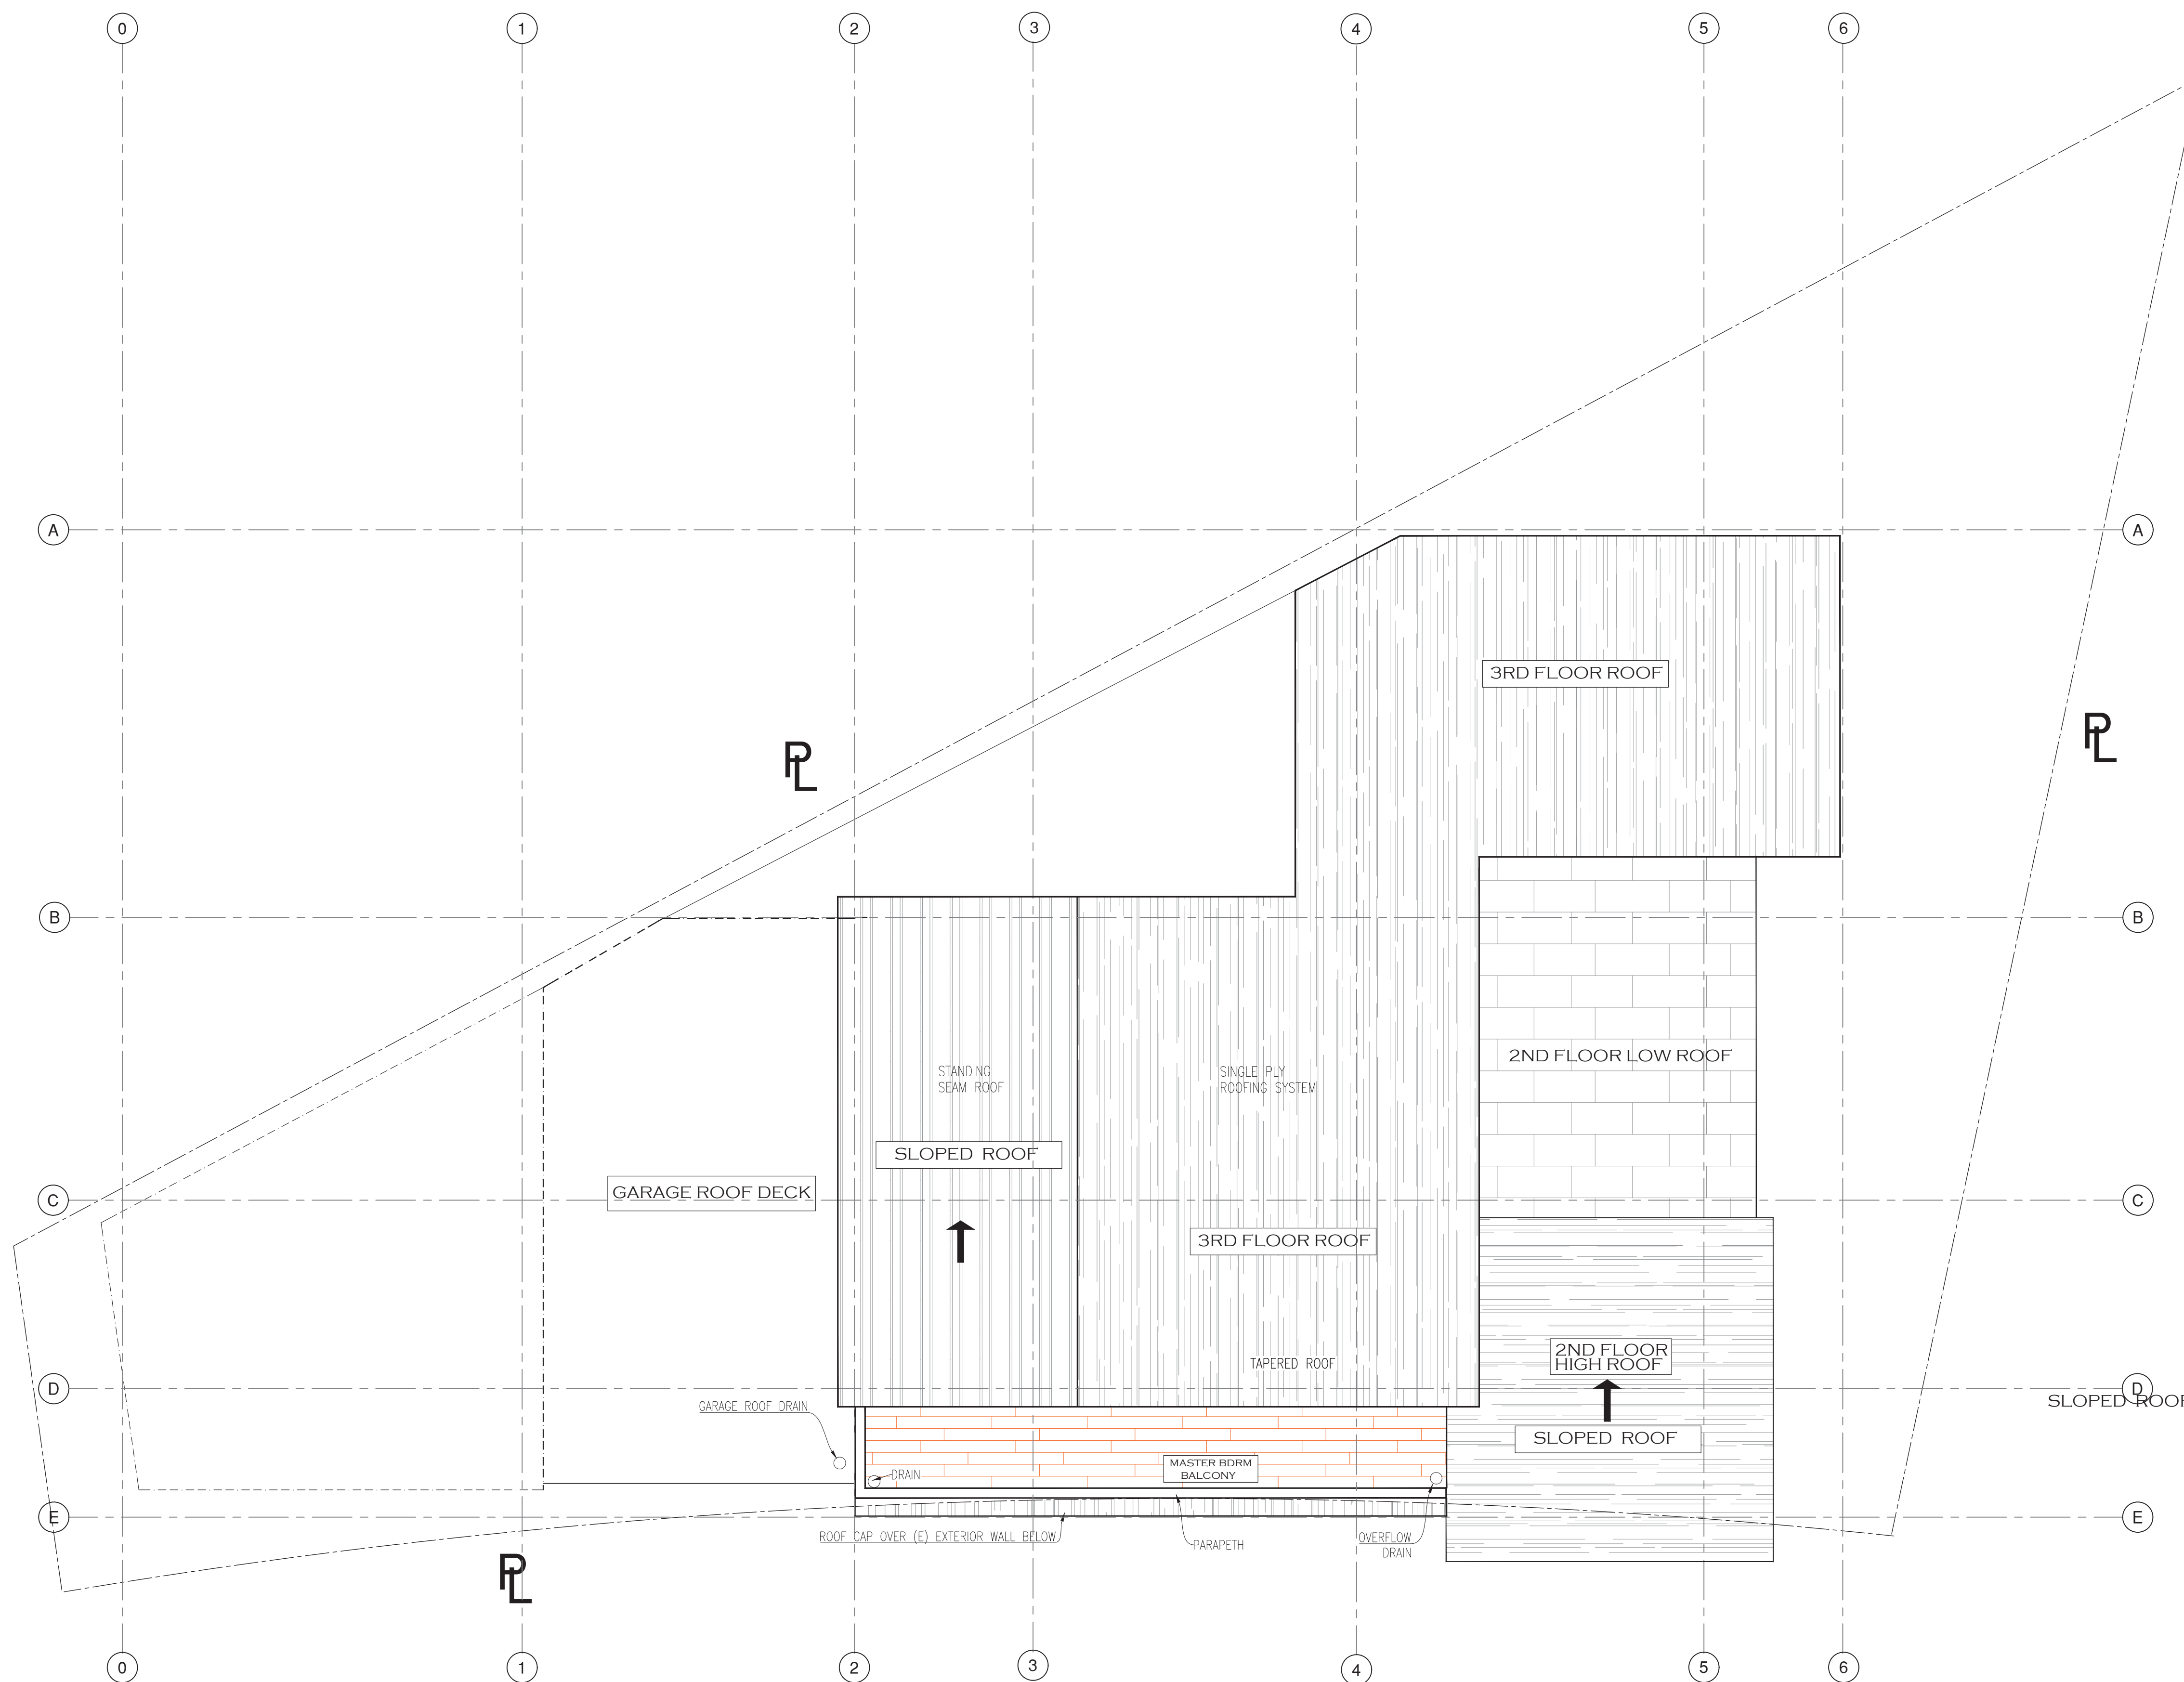 0 1 2 3 4 5 6
A A
3RD FLOOR ROOF
PL PL
B B
2ND FLOOR LOW ROOF
STANDING
SEAM ROOF
SINGLE PLY
ROOFING SYSTEM
SLOPED ROOF
GARAGE ROOF DECK
C C
3RD FLOOR ROOF
2ND FLOOR
HIGH ROOF
TAPERED ROOF
D D
SLOPED ROOF
GARAGE ROOF DRAIN
SLOPED ROOF
MASTER BDRM
BALCONY
DRAIN
E E
ROOF CAP OVER (E) EXTERIOR WALL BELOW
PARAPETH
OVERFLOW
DRAIN
PL
0 1 2 3 4 5 6